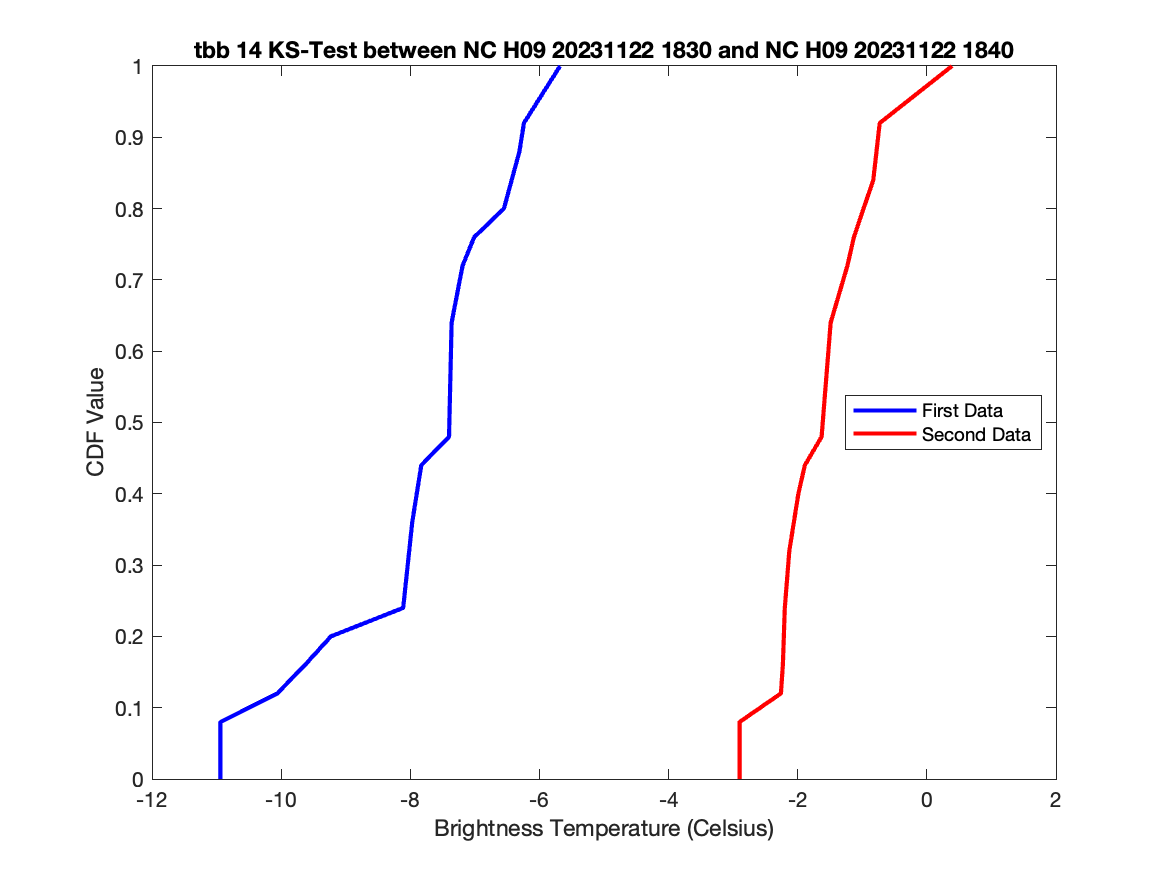 tbb 14 KS-Test between NC H09 20231122 1830 and NC H09 20231122 1840
1
0.9
0.8
0.7
0.6
0.5
0.4
0.3
0.2
0.1
0
CDF Value
First Data
Second Data
-12 -10 -8 -6 -4 -2 0 2
Brightness Temperature (Celsius)